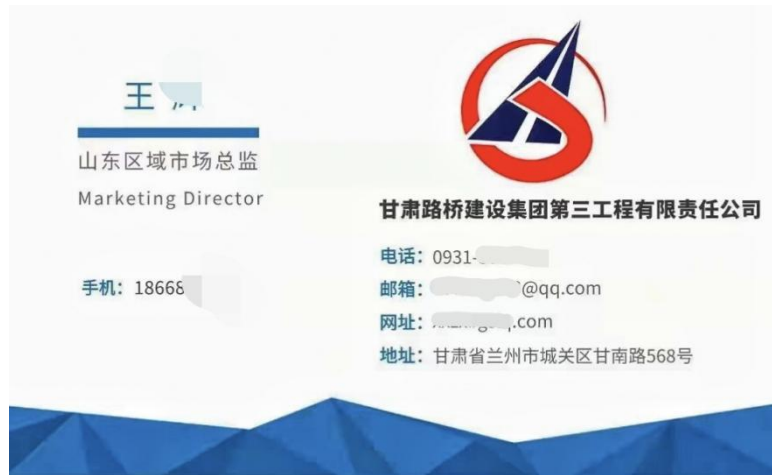 王
山东区域市场总监
Marketing Director
手机：18668
甘肃路桥建设集团第三工程有限责任公司
电话：0931-
邮箱： @qq.com
网址： .com
地址：甘肃省兰州市城关区甘南路568号